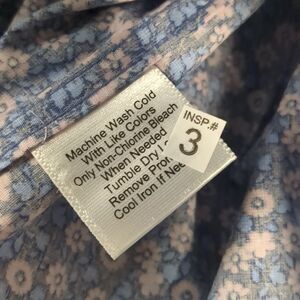 Machine Wash Cold
With Like Colors
Only Non-Chlorine Bleach
When Needed
Tumble Dry
Remove
Cool Iron If
INSP.#
3